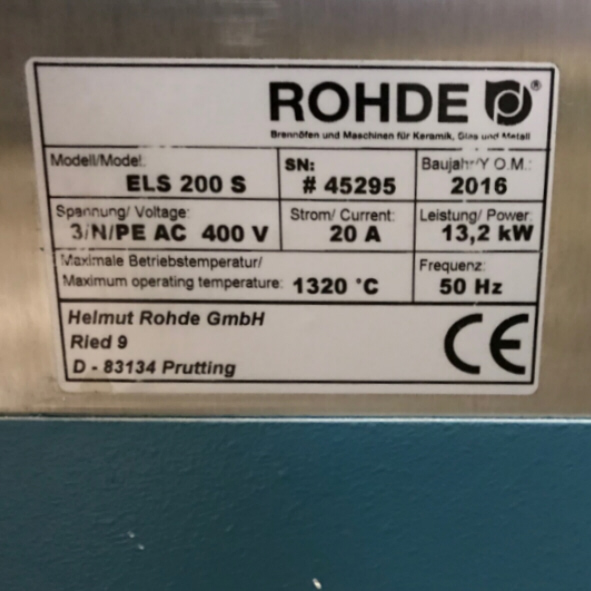 ROHDE ®
Brennöfen und Maschinen für Keramik, Glas und Metall
Modell/Model:
ELS 200 S
SN:
# 45295
Baujahr/Y.O.M.:
2016
Spannung/ Voltage:
3/N/PE AC 400 V
Strom/ Current:
20 A
Leistung/ Power:
13,2 kW
Maximale Betriebstemperatur/
Maximum operating temperature: 1320 °C
Frequenz:
50 Hz
Helmut Rohde GmbH
Ried 9
D - 83134 Prutting
CE